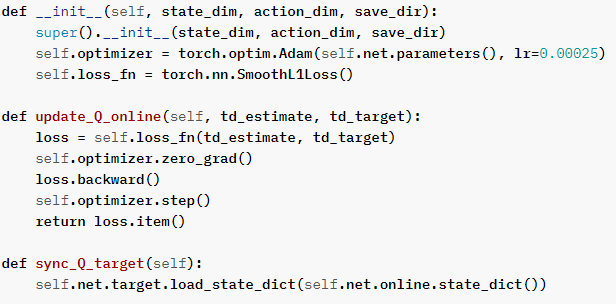 def __init__(self, state_dim, action_dim, save_dir):
    super().__init__(state_dim, action_dim, save_dir)
    self.optimizer = torch.optim.Adam(self.net.parameters(), lr=0.00025)
    self.loss_fn = torch.nn.SmoothL1Loss()

def update_Q_online(self, td_estimate, td_target):
    loss = self.loss_fn(td_estimate, td_target)
    self.optimizer.zero_grad()
    loss.backward()
    self.optimizer.step()
    return loss.item()

def sync_Q_target(self):
    self.net.target.load_state_dict(self.net.online.state_dict())